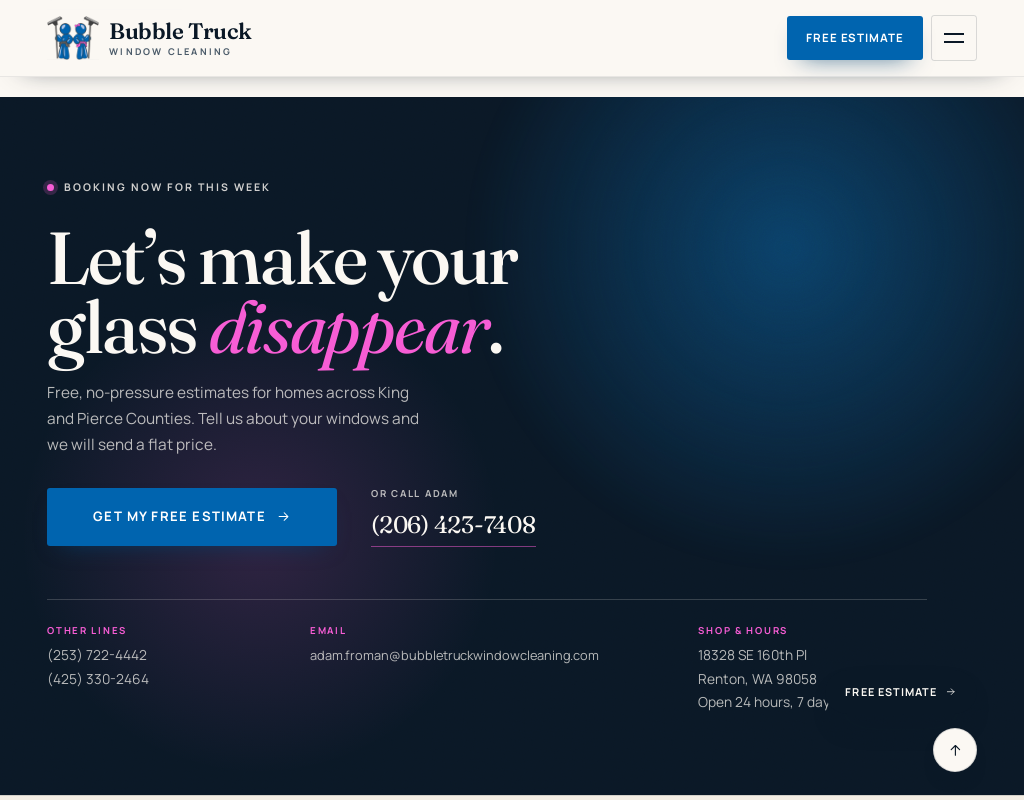 Bubble Truck
WINDOW CLEANING
FREE ESTIMATE
BOOKING NOW FOR THIS WEEK
Let's make your
glass disappear.
Free, no-pressure estimates for homes across King
and Pierce Counties. Tell us about your windows and
we will send a flat price.
GET MY FREE ESTIMATE →
OR CALL ADAM
(206) 423-7408
OTHER LINES
(253) 722-4442
(425) 330-2464
EMAIL
adam.froman@bubbletruckwindowcleaning.com
SHOP & HOURS
18328 SE 160th Pl
Renton, WA 98058
Open 24 hours, 7 day
FREE ESTIMATE →